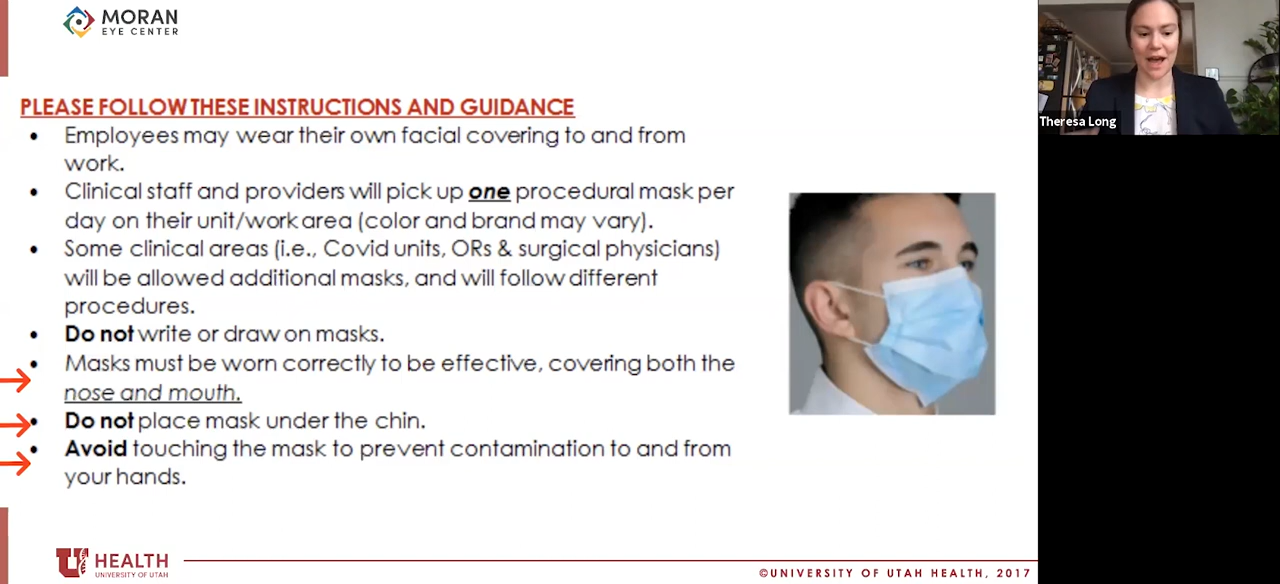 MORAN
EYE CENTER
Theresa Long
PLEASE FOLLOW THESE INSTRUCTIONS AND GUIDANCE
• Employees may wear their own facial covering to and from
work.
• Clinical staff and providers will pick up one procedural mask per
day on their unit/work area (color and brand may vary).
• Some clinical areas (i.e., Covid units, ORs & surgical physicians)
will be allowed additional masks, and will follow different
procedures.
• Do not write or draw on masks.
• Masks must be worn correctly to be effective, covering both the
nose and mouth.
• Do not place mask under the chin.
• Avoid touching the mask to prevent contamination to and from
your hands.
U HEALTH
UNIVERSITY OF UTAH
©UNIVERSITY OF UTAH HEALTH, 2017